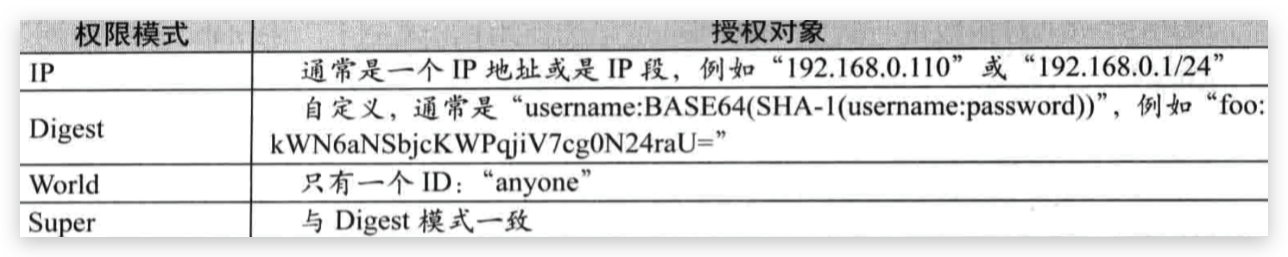 权限模式 授权对象
IP 通常是一个 IP 地址或是 IP 段，例如“192.168.0.110”或“192.168.0.1/24”
Digest 自定义，通常是“username:BASE64(SHA-1(username:password))”，例如“foo:
kWN6aNSbjcKWPqjiV7cg0N24raU=”
World 只有一个 ID：“anyone”
Super 与 Digest 模式一致